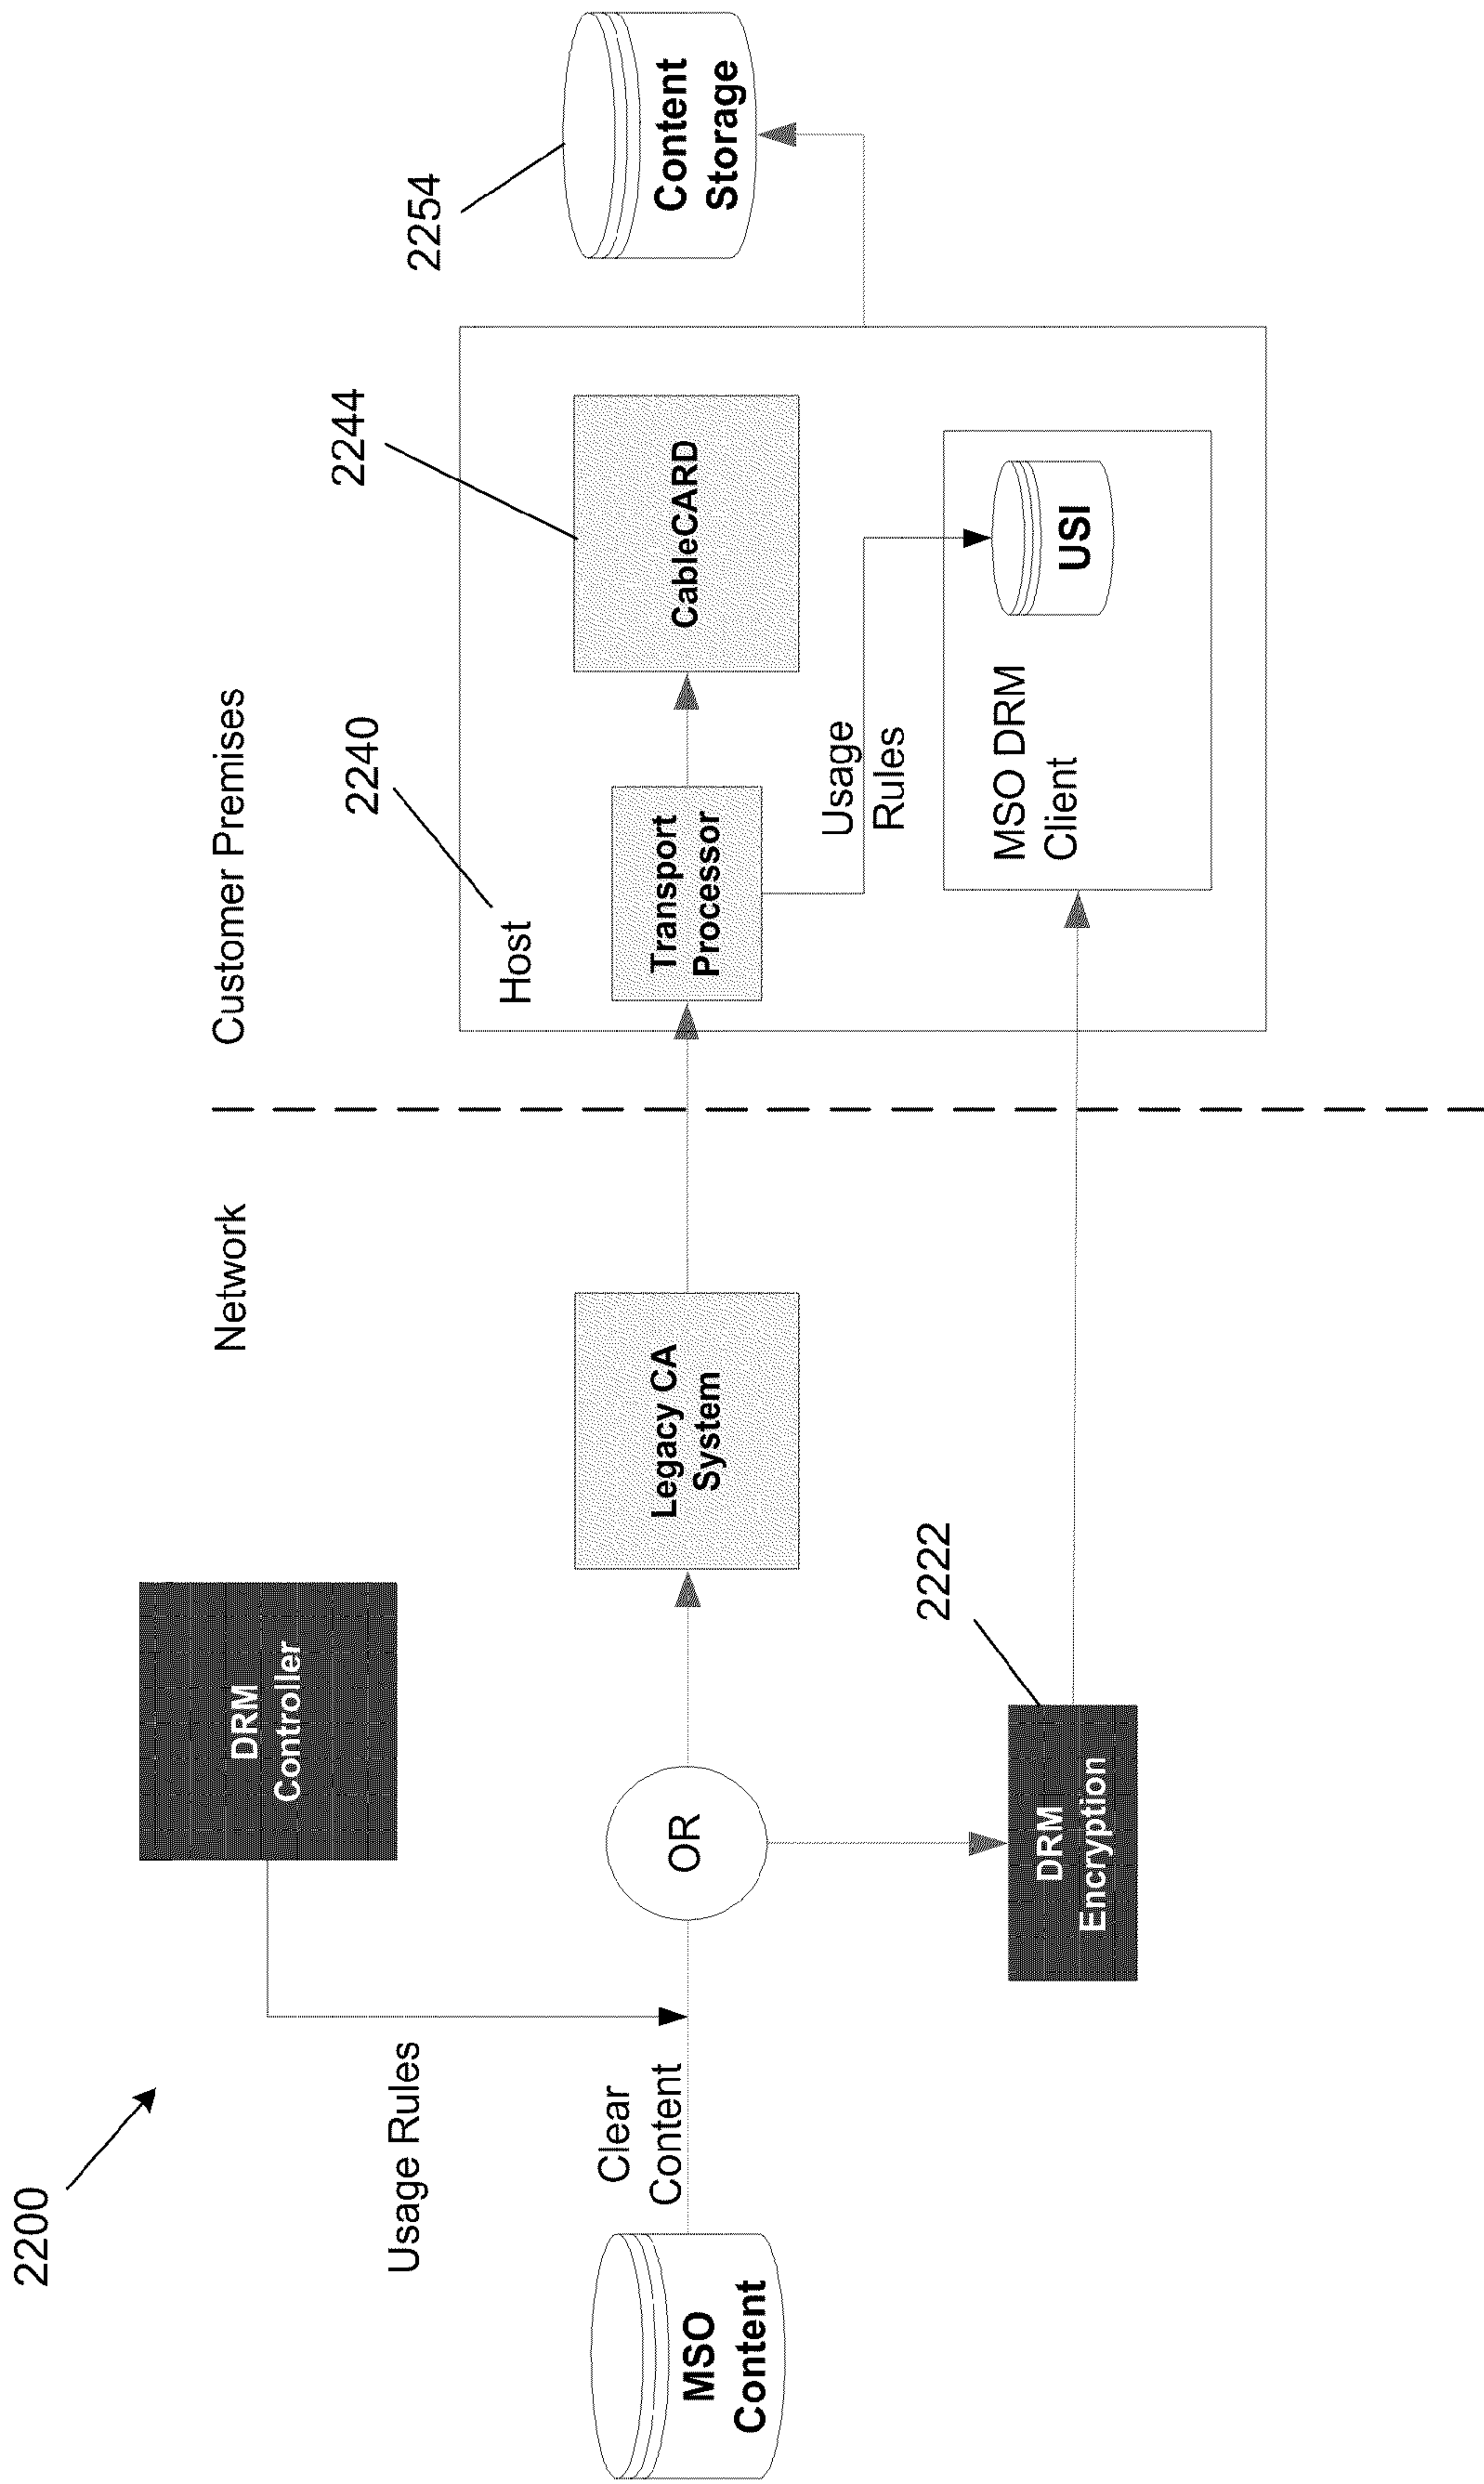 2200
Network
Customer Premises
DRM
Controller
Usage Rules
MSO
Content
Clear
Content
OR
Legacy CA
System
DRM
Encryption
2222
Host
2240
Transport
Processor
CableCARD
2244
Usage
Rules
MSO DRM
Client
USI
Content
Storage
2254